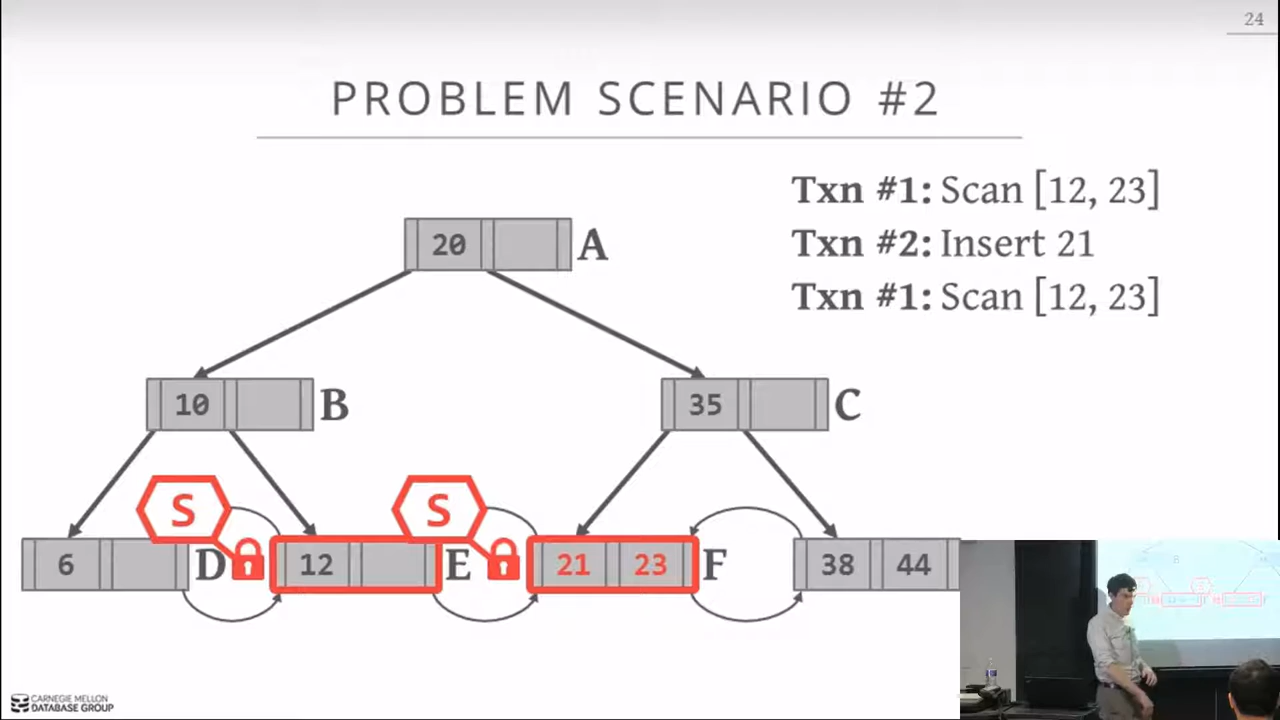 24
PROBLEM SCENARIO #2
Txn #1: Scan [12, 23]
Txn #2: Insert 21
Txn #1: Scan [12, 23]
20 A
10 B
35 C
S
S
6 D
12 E
21 23 F
38 44
CARNEGIE MELLON
DATABASE GROUP